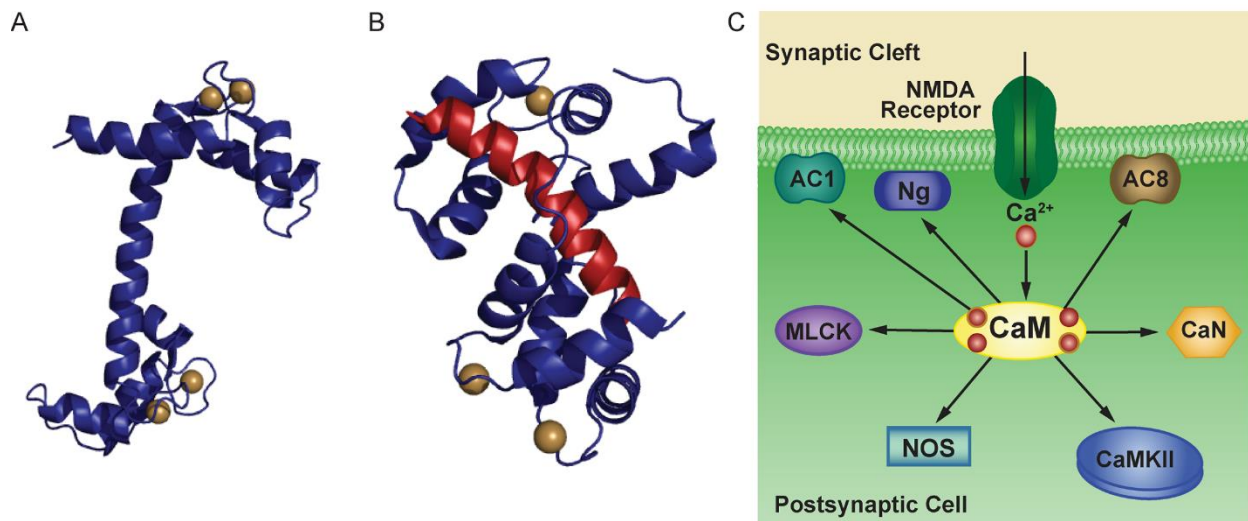 A
B
C
Synaptic Cleft
NMDA
Receptor
AC1
Ng
AC8
Ca²⁺
MLCK
CaM
CaN
NOS
CaMKII
Postsynaptic Cell